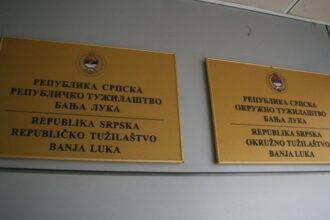 РЕПУБЛИКА СРПСКА
РЕПУБЛИЧКО ТУЖИЛАШТВО
БАЊА ЛУКА
REPUBLIKA SRPSKA
REPUBLIČKO TUŽILAŠTVO
BANJA LUKA
РЕПУБЛИКА СРПСКА
ОКРУЖНО ТУЖИЛАШТВО
БАЊА ЛУКА
REPUBLIKA SRPSKA
OKRUŽNO TUŽILAŠTVO
BANJA LUKA